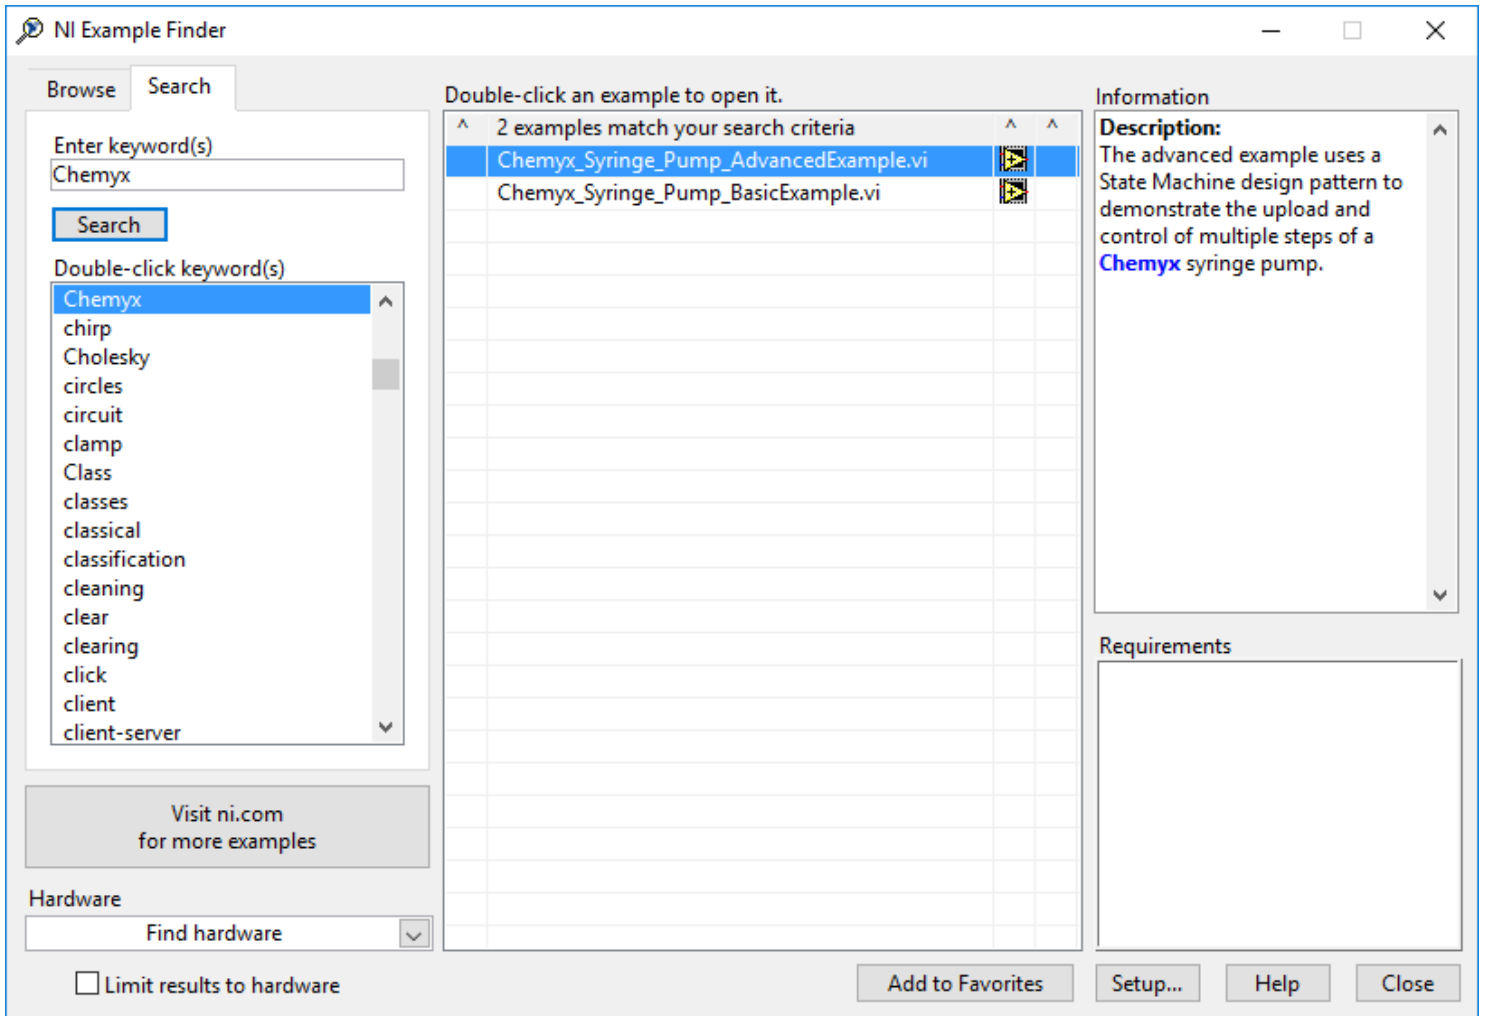 NI Example Finder
Browse
Search
Enter keyword(s)
Chemyx
Search
Double-click keyword(s)
Chemyx
chirp
Cholesky
circles
circuit
clamp
Class
classes
classical
classification
cleaning
clear
clearing
click
client
client-server
Visit ni.com
for more examples
Hardware
Find hardware
Limit results to hardware
Double-click an example to open it.
2 examples match your search criteria
Chemyx_Syringe_Pump_AdvancedExample.vi
Chemyx_Syringe_Pump_BasicExample.vi
Information
Description:
The advanced example uses a
State Machine design pattern to
demonstrate the upload and
control of multiple steps of a
Chemyx syringe pump.
Requirements
Add to Favorites
Setup...
Help
Close